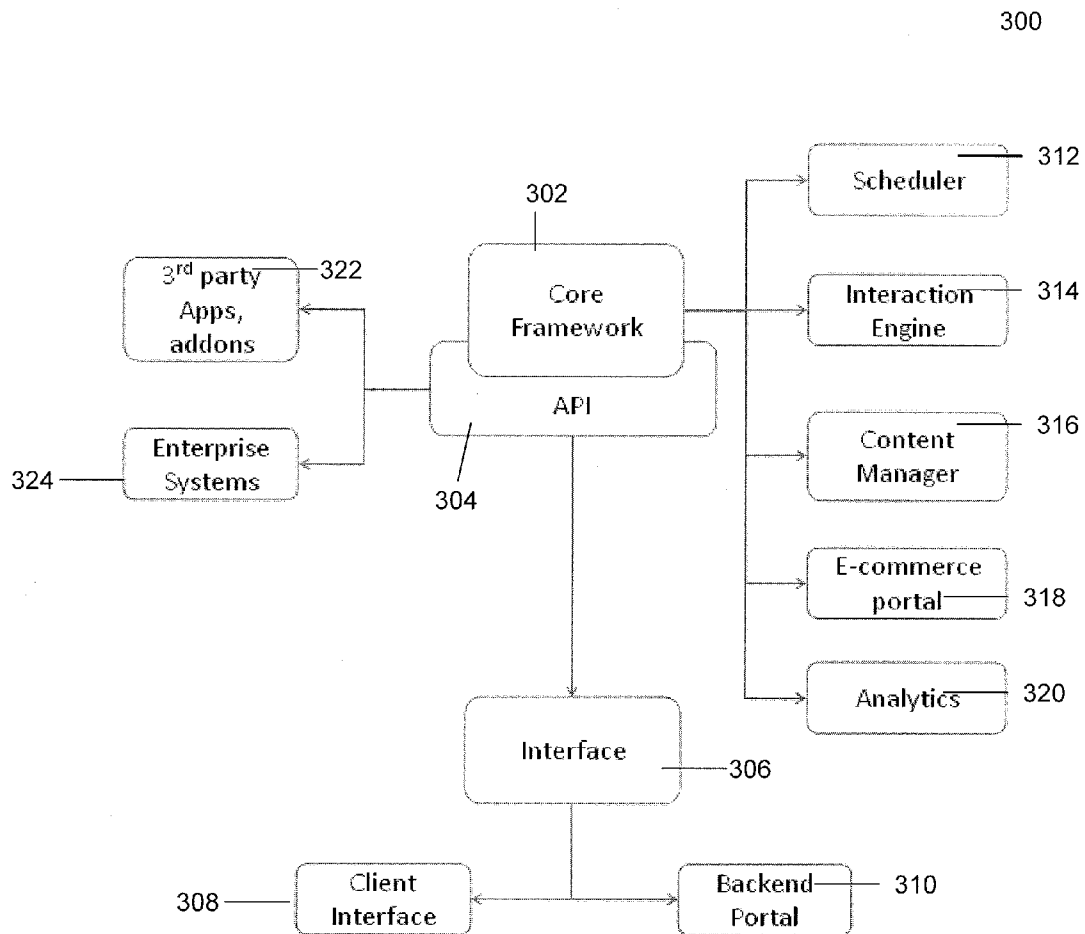 300
Scheduler
312
302
3rd party
Apps,
addons
322
Core
Framework
Interaction
Engine
314
API
Content
Manager
316
Enterprise
Systems
324
304
E-commerce
portal
318
Analytics
320
Interface
306
Client
Interface
308
Backend
Portal
310